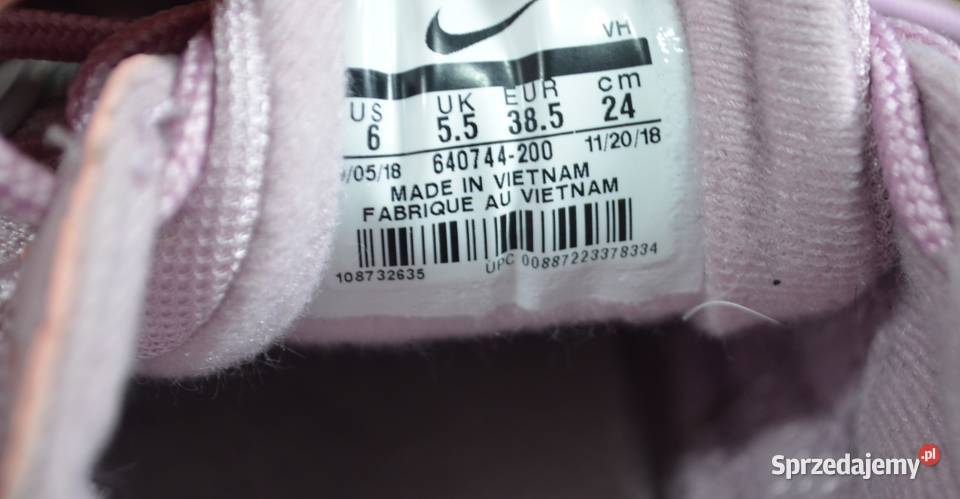 VH
US UK EUR cm
6 5.5 38.5 24
/05/18 640744-200 11/20/18
MADE IN VIETNAM
FABRIQUE AU VIETNAM
108732635 UPC 00887223378334
Sprzedajemy.pl